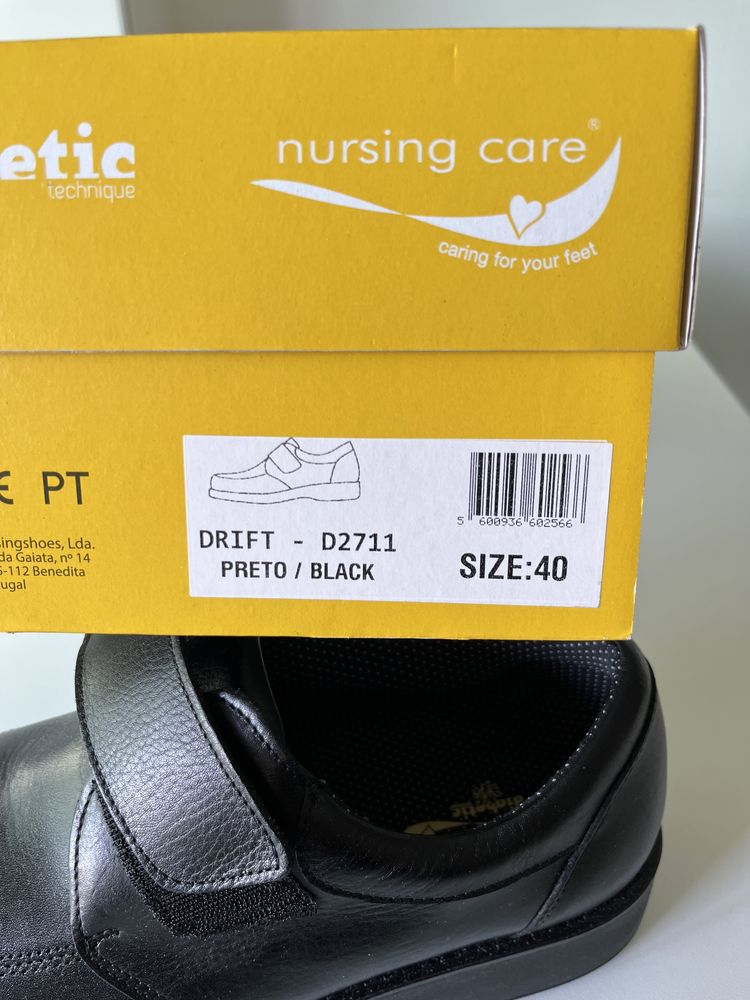 etic
technique
nursing care®
caring for your feet
€ PT
ingshoes, Lda.
da Gaiata, nº 14
5-112 Benedita
ugal
5 600936 602566
DRIFT - D2711
PRETO / BLACK
SIZE:40
diabetic